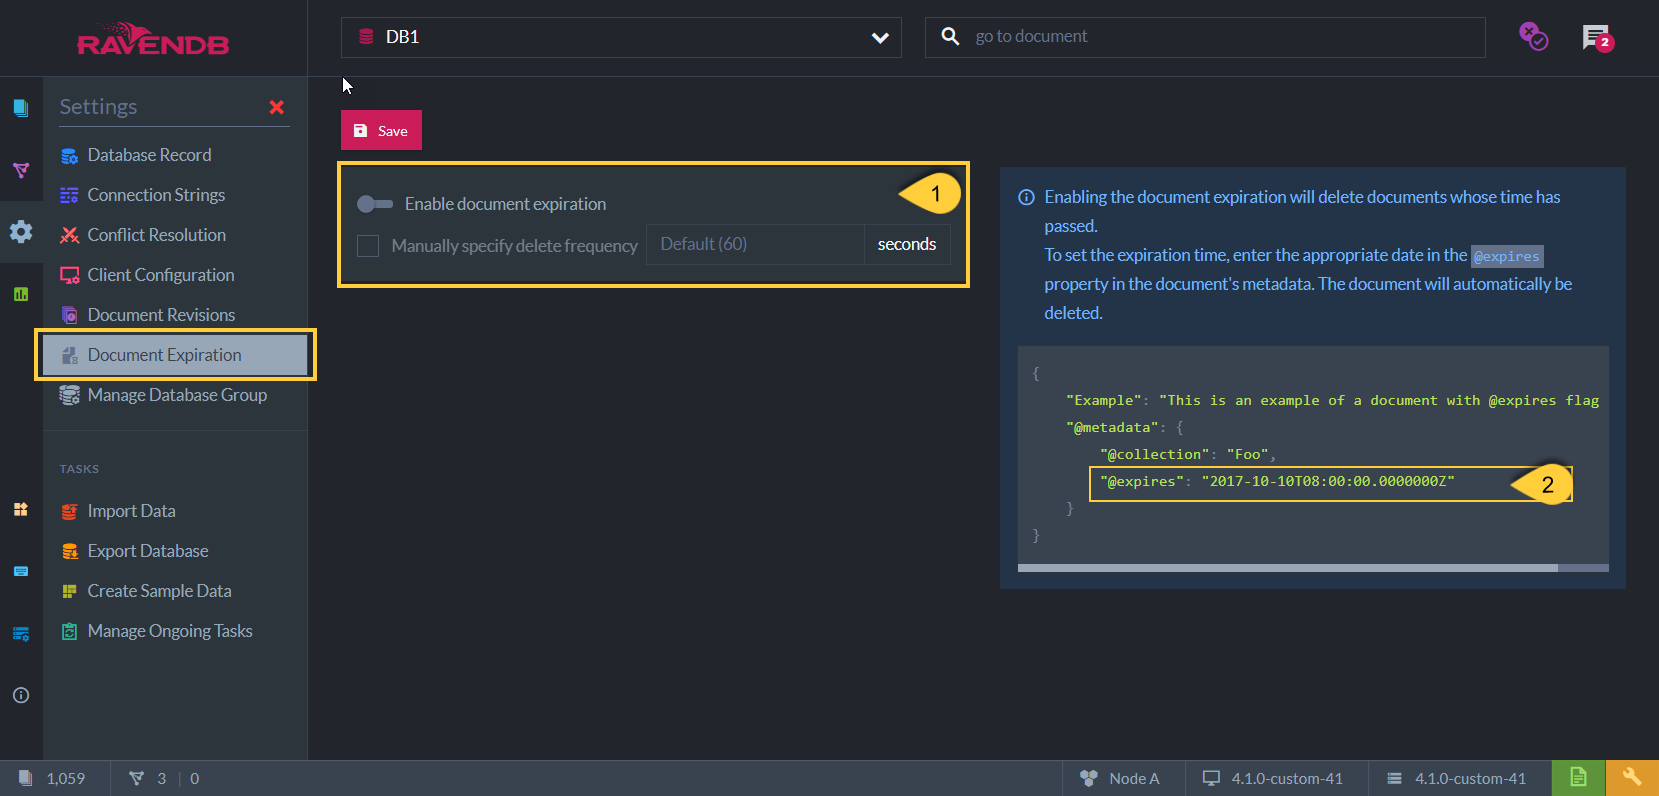 RAVENDB
DB1
go to document
2
Settings
Database Record
Connection Strings
Conflict Resolution
Client Configuration
Document Revisions
Document Expiration
Manage Database Group
TASKS
Import Data
Export Database
Create Sample Data
Manage Ongoing Tasks
Save
Enable document expiration
1
Manually specify delete frequency Default (60) seconds
Enabling the document expiration will delete documents whose time has
passed.
To set the expiration time, enter the appropriate date in the @expires
property in the document's metadata. The document will automatically be
deleted.
{
"Example": "This is an example of a document with @expires flag
"@metadata": {
"@collection": "Foo",
"@expires": "2017-10-10T08:00:00.0000000Z"
2
}
}
1,059 3 | 0 Node A 4.1.0-custom-41 4.1.0-custom-41